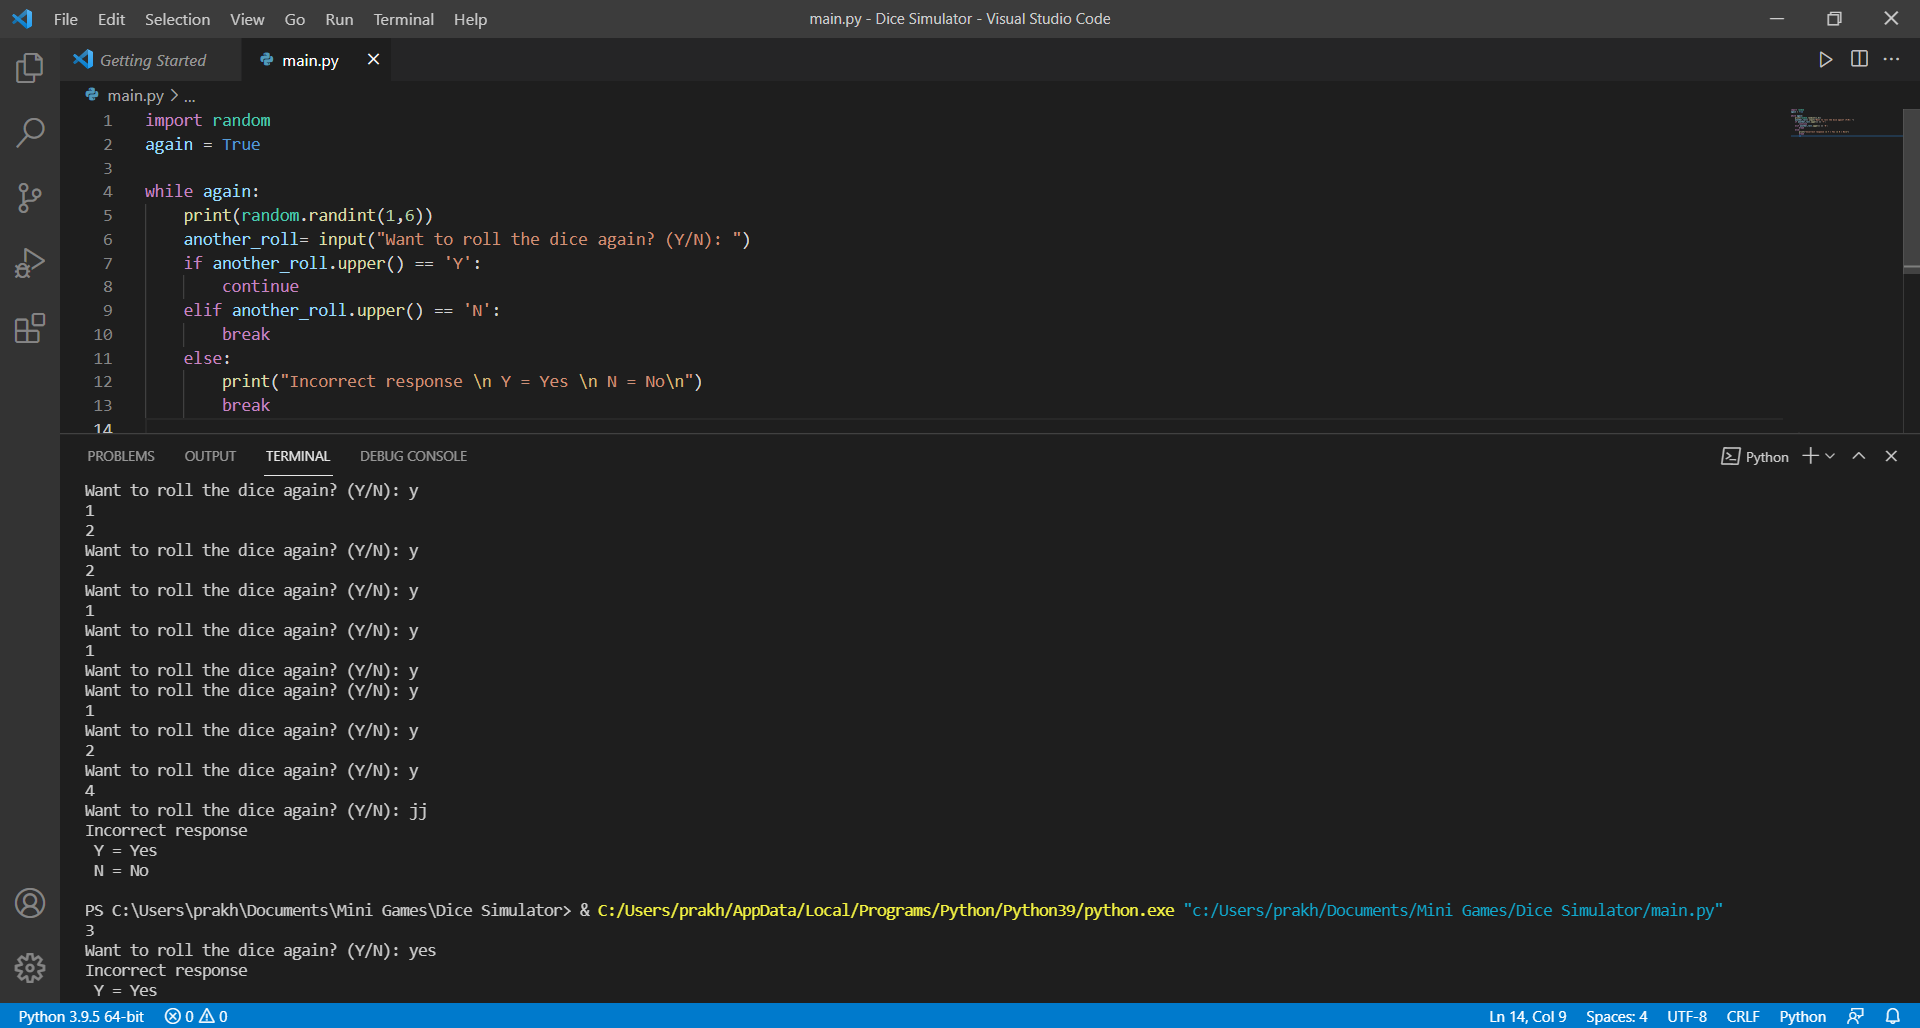 File Edit Selection View Go Run Terminal Help main.py - Dice Simulator - Visual Studio Code
Getting Started main.py
main.py > ...
1 import random
2 again = True
3
4 while again:
5 print(random.randint(1,6))
6 another_roll= input("Want to roll the dice again? (Y/N): ")
7 if another_roll.upper() == 'Y':
8 continue
9 elif another_roll.upper() == 'N':
10 break
11 else:
12 print("Incorrect response \n Y = Yes \n N = No\n")
13 break
14
PROBLEMS OUTPUT TERMINAL DEBUG CONSOLE Python
Want to roll the dice again? (Y/N): y
1
2
Want to roll the dice again? (Y/N): y
2
Want to roll the dice again? (Y/N): y
1
Want to roll the dice again? (Y/N): y
1
Want to roll the dice again? (Y/N): y
Want to roll the dice again? (Y/N): y
1
Want to roll the dice again? (Y/N): y
2
Want to roll the dice again? (Y/N): y
4
Want to roll the dice again? (Y/N): jj
Incorrect response
Y = Yes
N = No
PS C:\Users\prakh\Documents\Mini Games\Dice Simulator> & C:/Users/prakh/AppData/Local/Programs/Python/Python39/python.exe "c:/Users/prakh/Documents/Mini Games/Dice Simulator/main.py"
3
Want to roll the dice again? (Y/N): yes
Incorrect response
Y = Yes
Python 3.9.5 64-bit 0 0 Ln 14, Col 9 Spaces: 4 UTF-8 CRLF Python